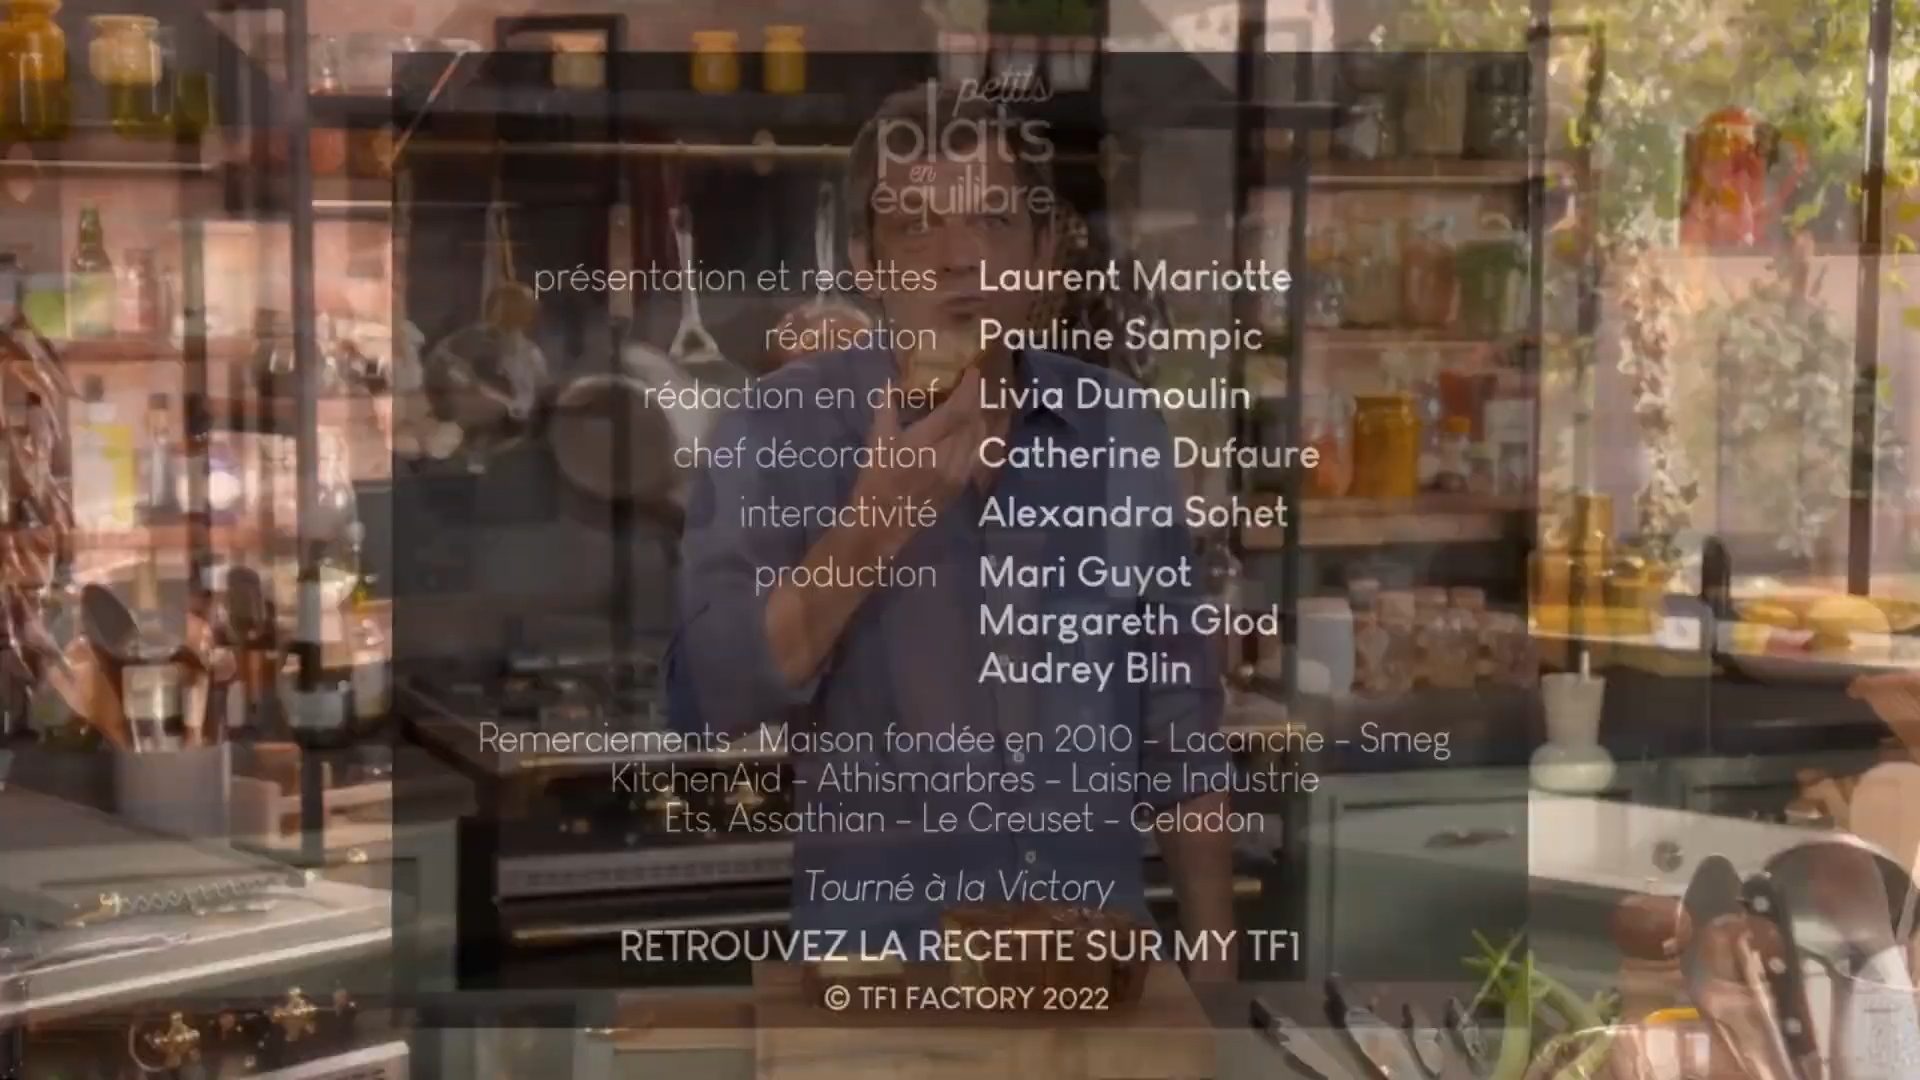 petits
plats
en
équilibre
présentation et recettes Laurent Mariotte
réalisation Pauline Sampic
rédaction en chef Livia Dumoulin
chef décoration Catherine Dufaure
interactivité Alexandra Sohet
production Mari Guyot
Margareth Glod
Audrey Blin
Remerciements : Maison fondée en 2010 - Lacanche - Smeg
KitchenAid - Athismarbres - Laisne Industrie
Ets. Assathian - Le Creuset - Celadon
Tourné à la Victory
RETROUVEZ LA RECETTE SUR MY TF1
© TF1 FACTORY 2022